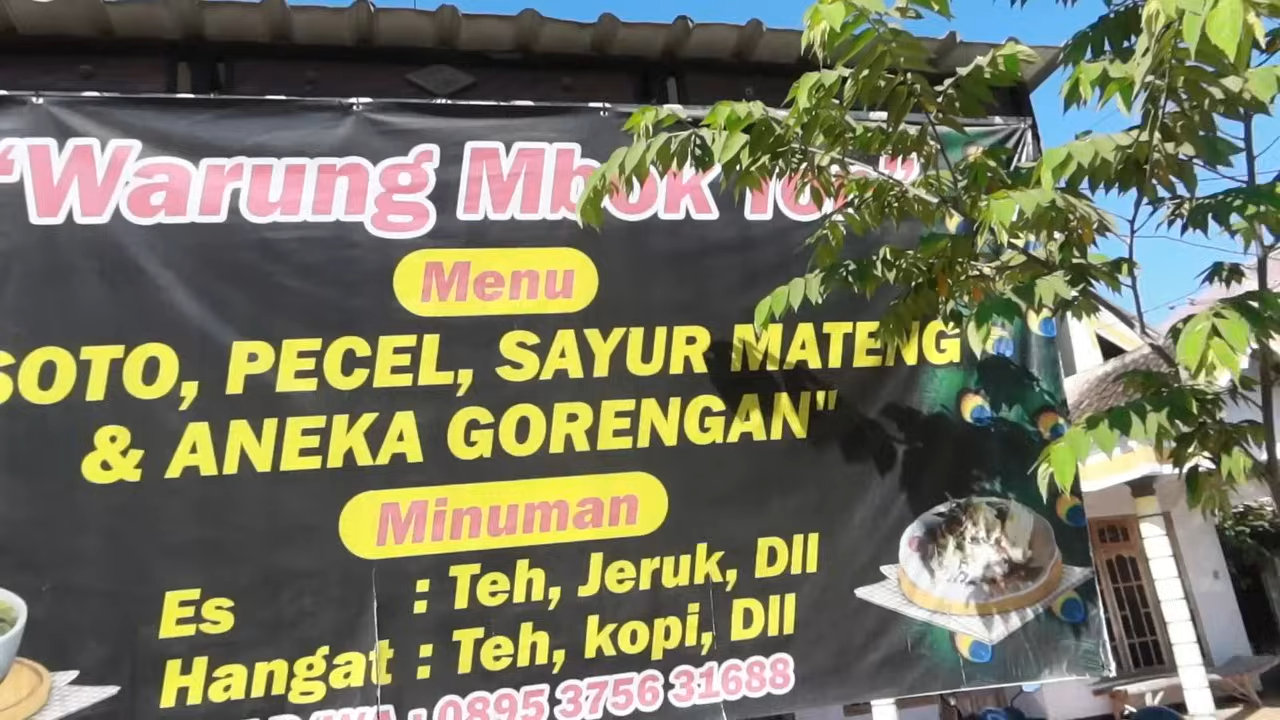 "Warung Mbok
Menu
SOTO, PECEL, SAYUR MATENG
& ANEKA GORENGAN"
Minuman
Es : Teh, Jeruk, Dll
Hangat : Teh, kopi, Dll
0895 3756 31688